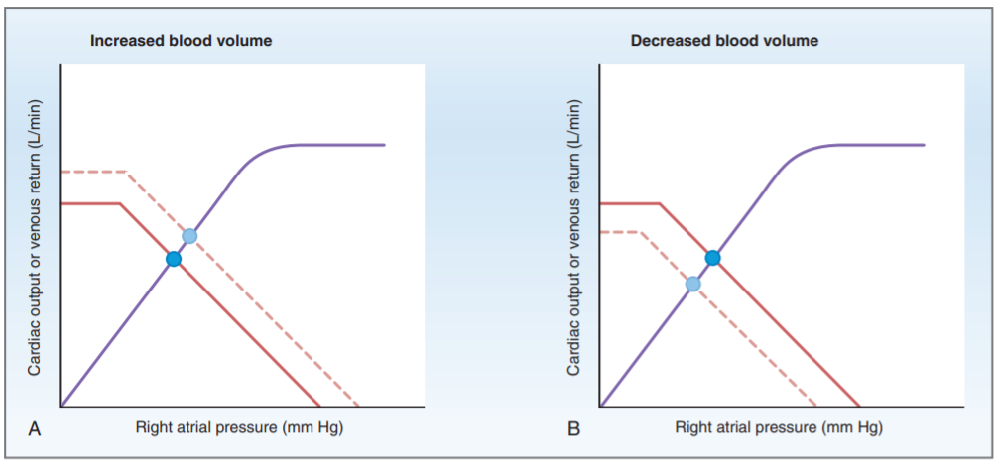 Increased blood volume
Cardiac output or venous return (L/min)
A
Right atrial pressure (mm Hg)
Decreased blood volume
Cardiac output or venous return (L/min)
B
Right atrial pressure (mm Hg)